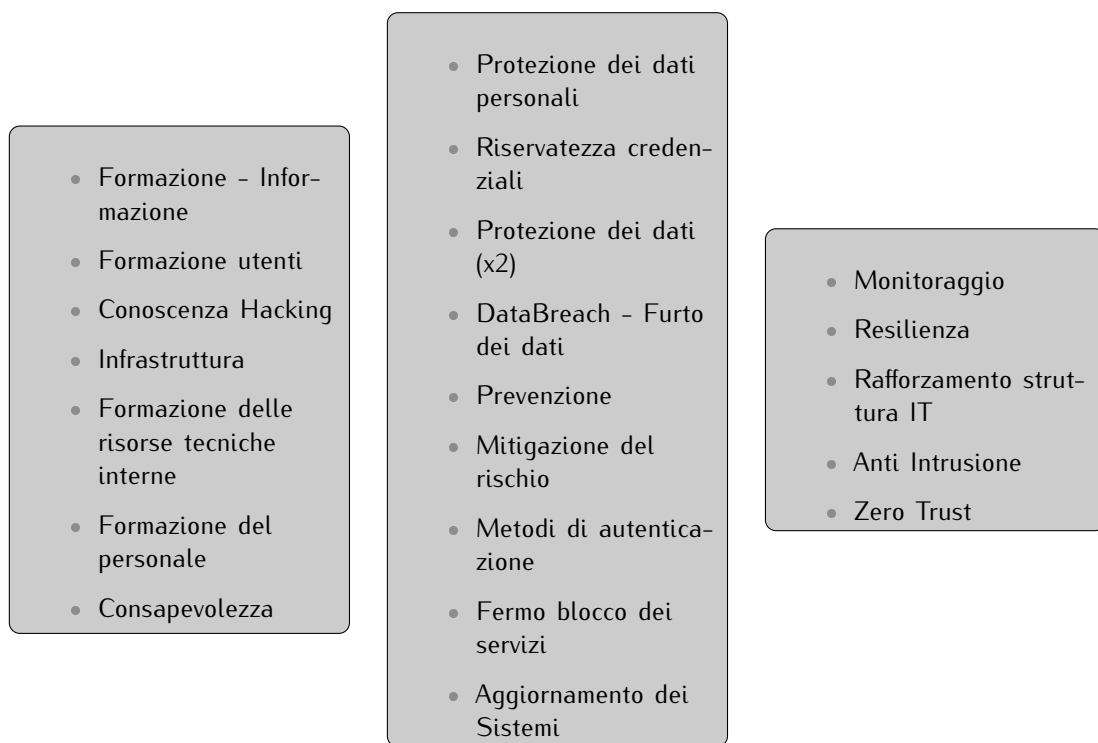 Formazione - Infor-
mazione
Formazione utenti
Conoscenza Hacking
Infrastruttura
Formazione delle
risorse tecniche
interne
Formazione del
personale
Consapevolezza
Protezione dei dati
personali
Riservatezza creden-
ziali
Protezione dei dati
(x2)
DataBreach - Furto
dei dati
Prevenzione
Mitigazione del
rischio
Metodi di autentica-
zione
Fermo blocco dei
servizi
Aggiornamento dei
Sistemi
Monitoraggio
Resilienza
Rafforzamento strut-
tura IT
Anti Intrusione
Zero Trust